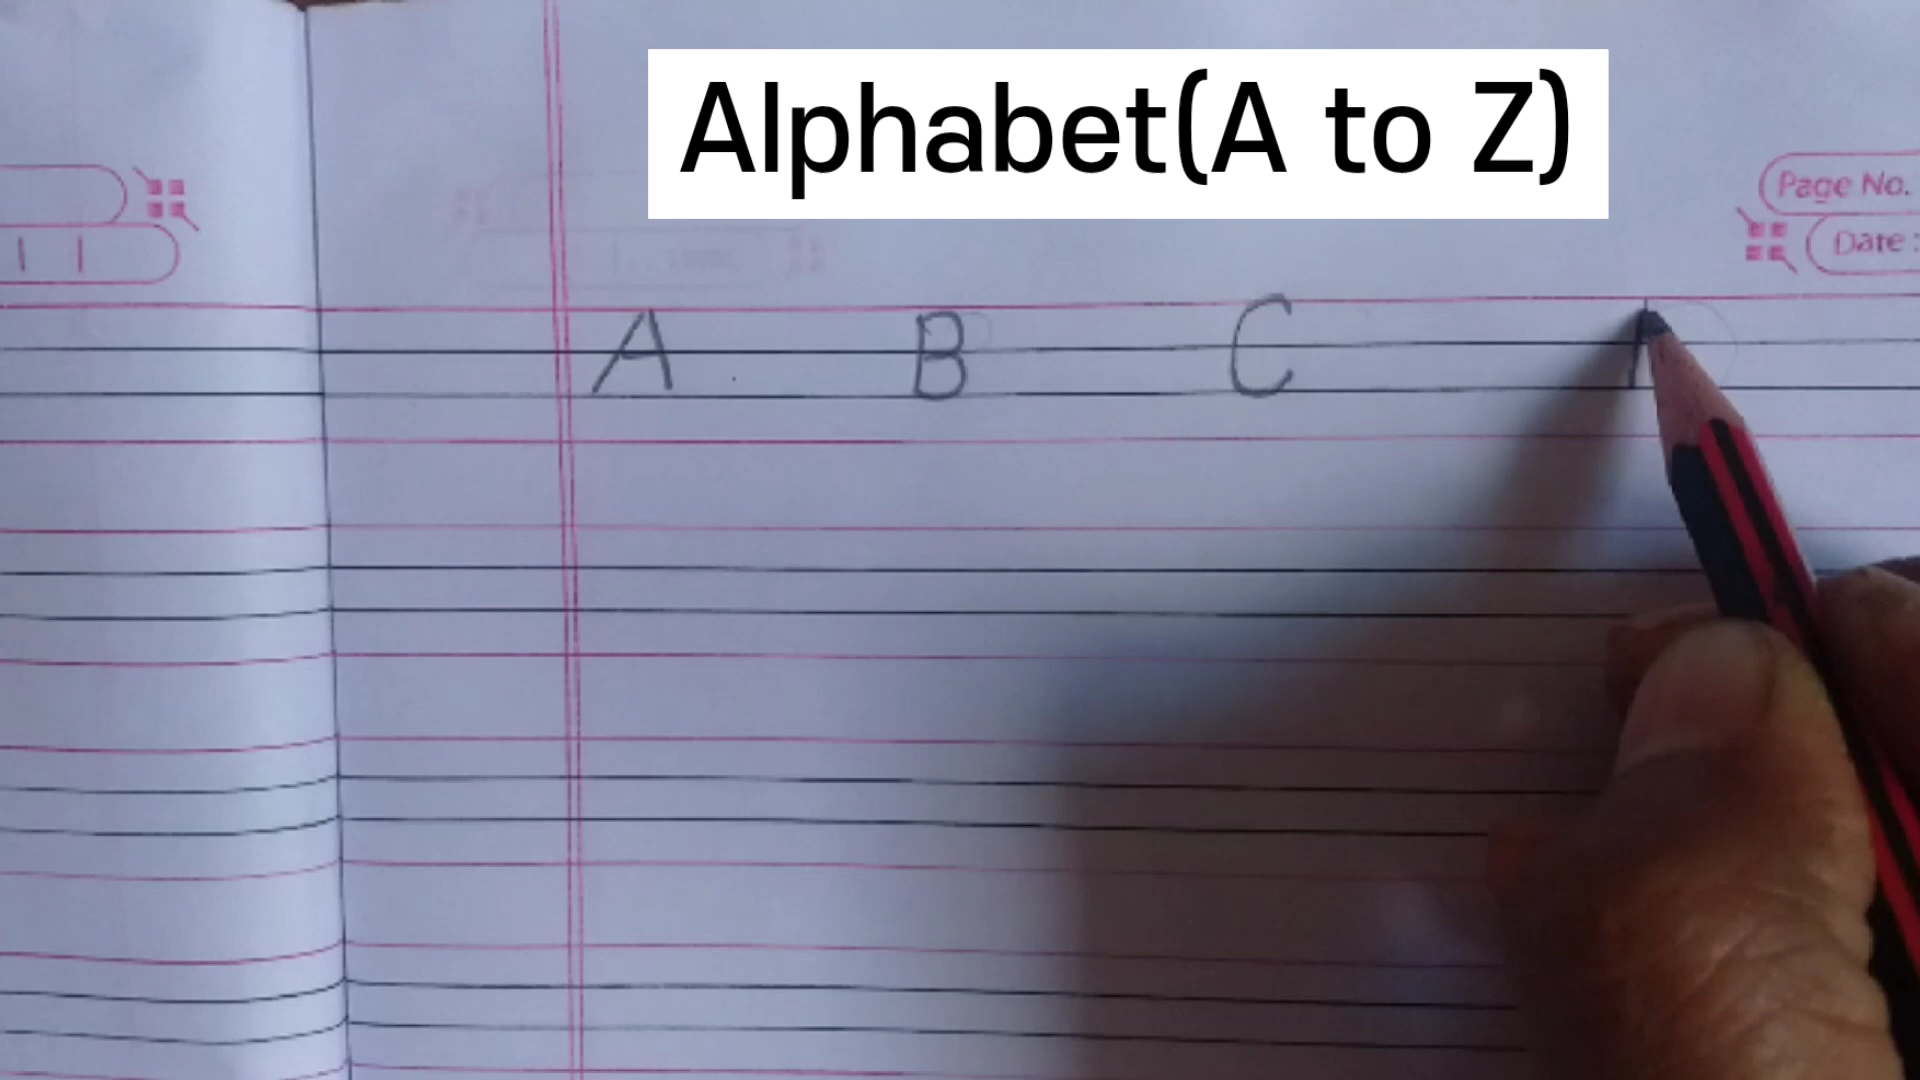 Alphabet(A to Z)
Page No.
Date :
A B C